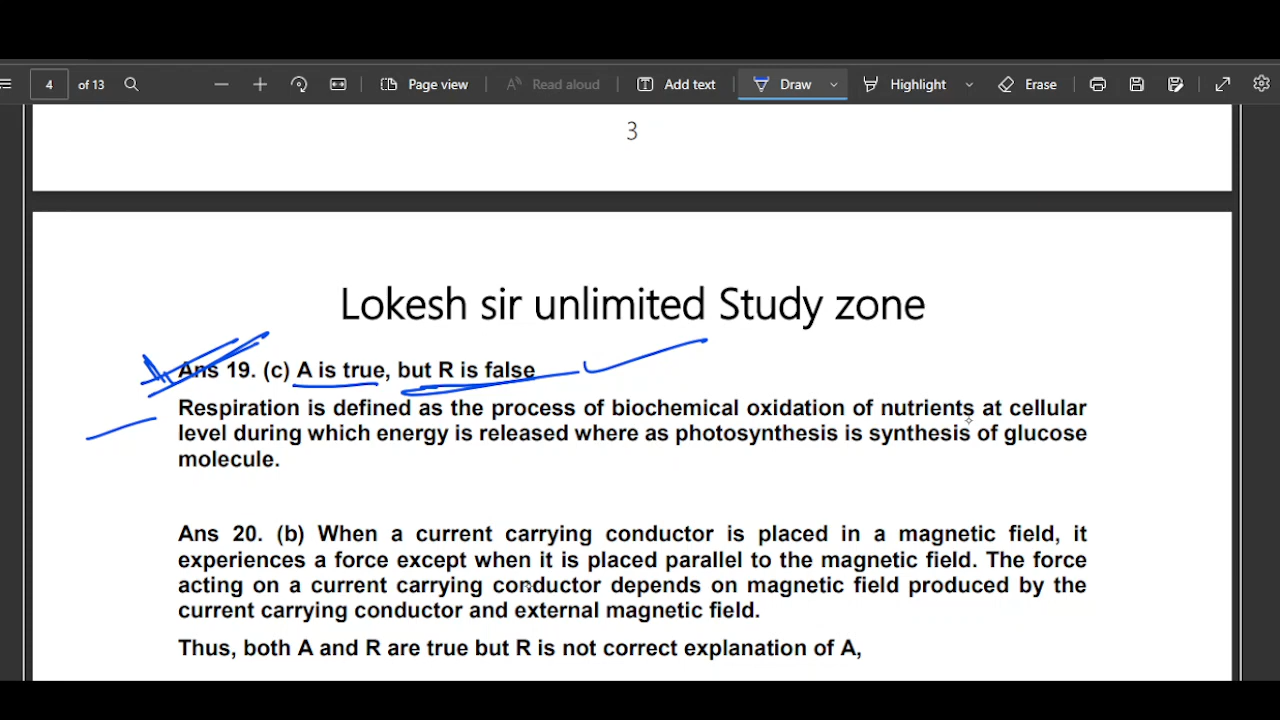 4 of 13 Page view Read aloud Add text Draw Highlight Erase
3
Lokesh sir unlimited Study zone
Ans 19. (c) A is true, but R is false
Respiration is defined as the process of biochemical oxidation of nutrients at cellular
level during which energy is released where as photosynthesis is synthesis of glucose
molecule.
Ans 20. (b) When a current carrying conductor is placed in a magnetic field, it
experiences a force except when it is placed parallel to the magnetic field. The force
acting on a current carrying conductor depends on magnetic field produced by the
current carrying conductor and external magnetic field.
Thus, both A and R are true but R is not correct explanation of A,